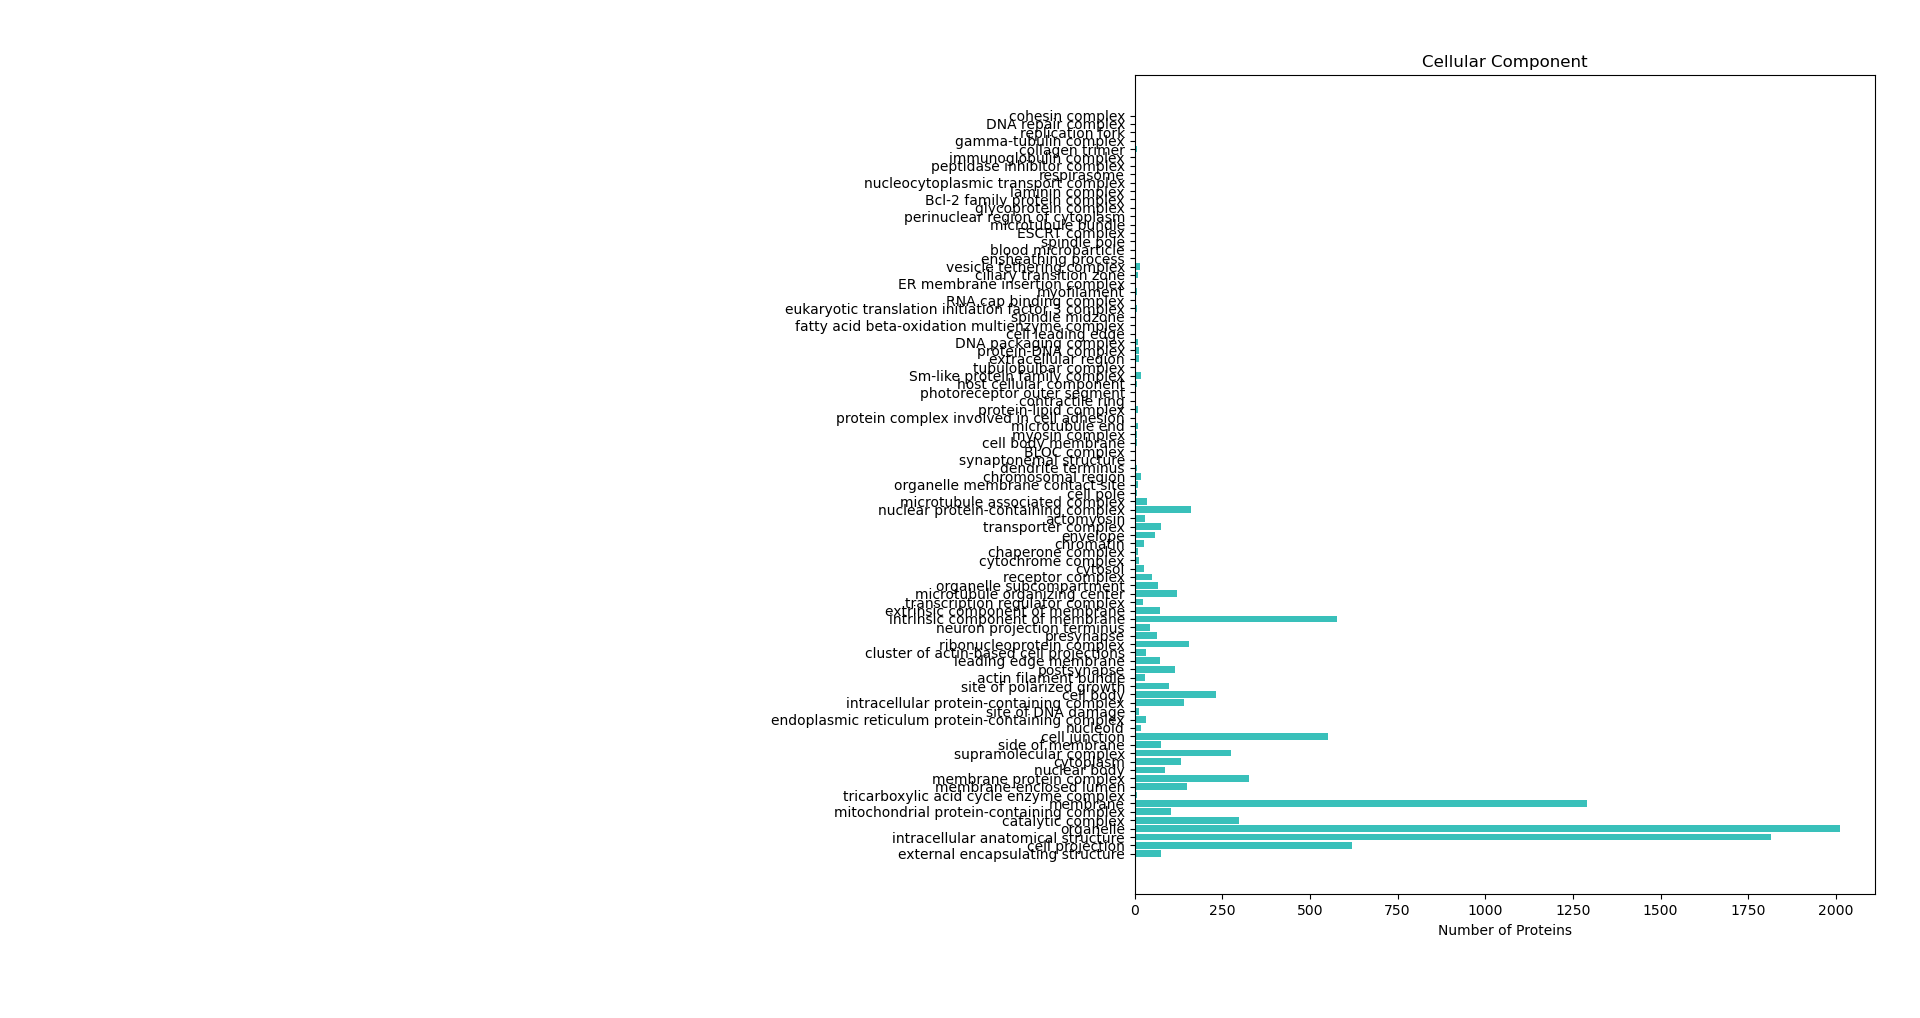 Cellular Component
cohesin complex
DNA repair complex
replication fork
gamma-tubulin complex
collagen trimer
immunoglobulin complex
peptidase inhibitor complex
respirasome
nucleocytoplasmic transport complex
laminin complex
Bcl-2 family protein complex
glycoprotein complex
perinuclear region of cytoplasm
microtubule bundle
ESCRT complex
spindle pole
blood microparticle
ensheathing process
vesicle tethering complex
ciliary transition zone
ER membrane insertion complex
myofilament
RNA cap binding complex
eukaryotic translation initiation factor 3 complex
spindle midzone
fatty acid beta-oxidation multienzyme complex
cell leading edge
DNA packaging complex
protein-DNA complex
extracellular region
tubulobulbar complex
Sm-like protein family complex
host cellular component
photoreceptor outer segment
contractile ring
protein-lipid complex
protein complex involved in cell adhesion
microtubule end
myosin complex
cell body membrane
BLOC complex
synaptonemal structure
dendrite terminus
chromosomal region
organelle membrane contact site
cell pole
microtubule associated complex
nuclear protein-containing complex
actomyosin
transporter complex
envelope
chromatin
chaperone complex
cytochrome complex
cytosol
receptor complex
organelle subcompartment
microtubule organizing center
transcription regulator complex
extrinsic component of membrane
intrinsic component of membrane
neuron projection terminus
presynapse
ribonucleoprotein complex
cluster of actin-based cell projections
leading edge membrane
postsynapse
actin filament bundle
site of polarized growth
cell body
intracellular protein-containing complex
site of DNA damage
endoplasmic reticulum protein-containing complex
nucleoid
cell junction
side of membrane
supramolecular complex
cytoplasm
nuclear body
membrane protein complex
membrane-enclosed lumen
tricarboxylic acid cycle enzyme complex
membrane
mitochondrial protein-containing complex
catalytic complex
organelle
intracellular anatomical structure
cell projection
external encapsulating structure
0 250 500 750 1000 1250 1500 1750 2000
Number of Proteins